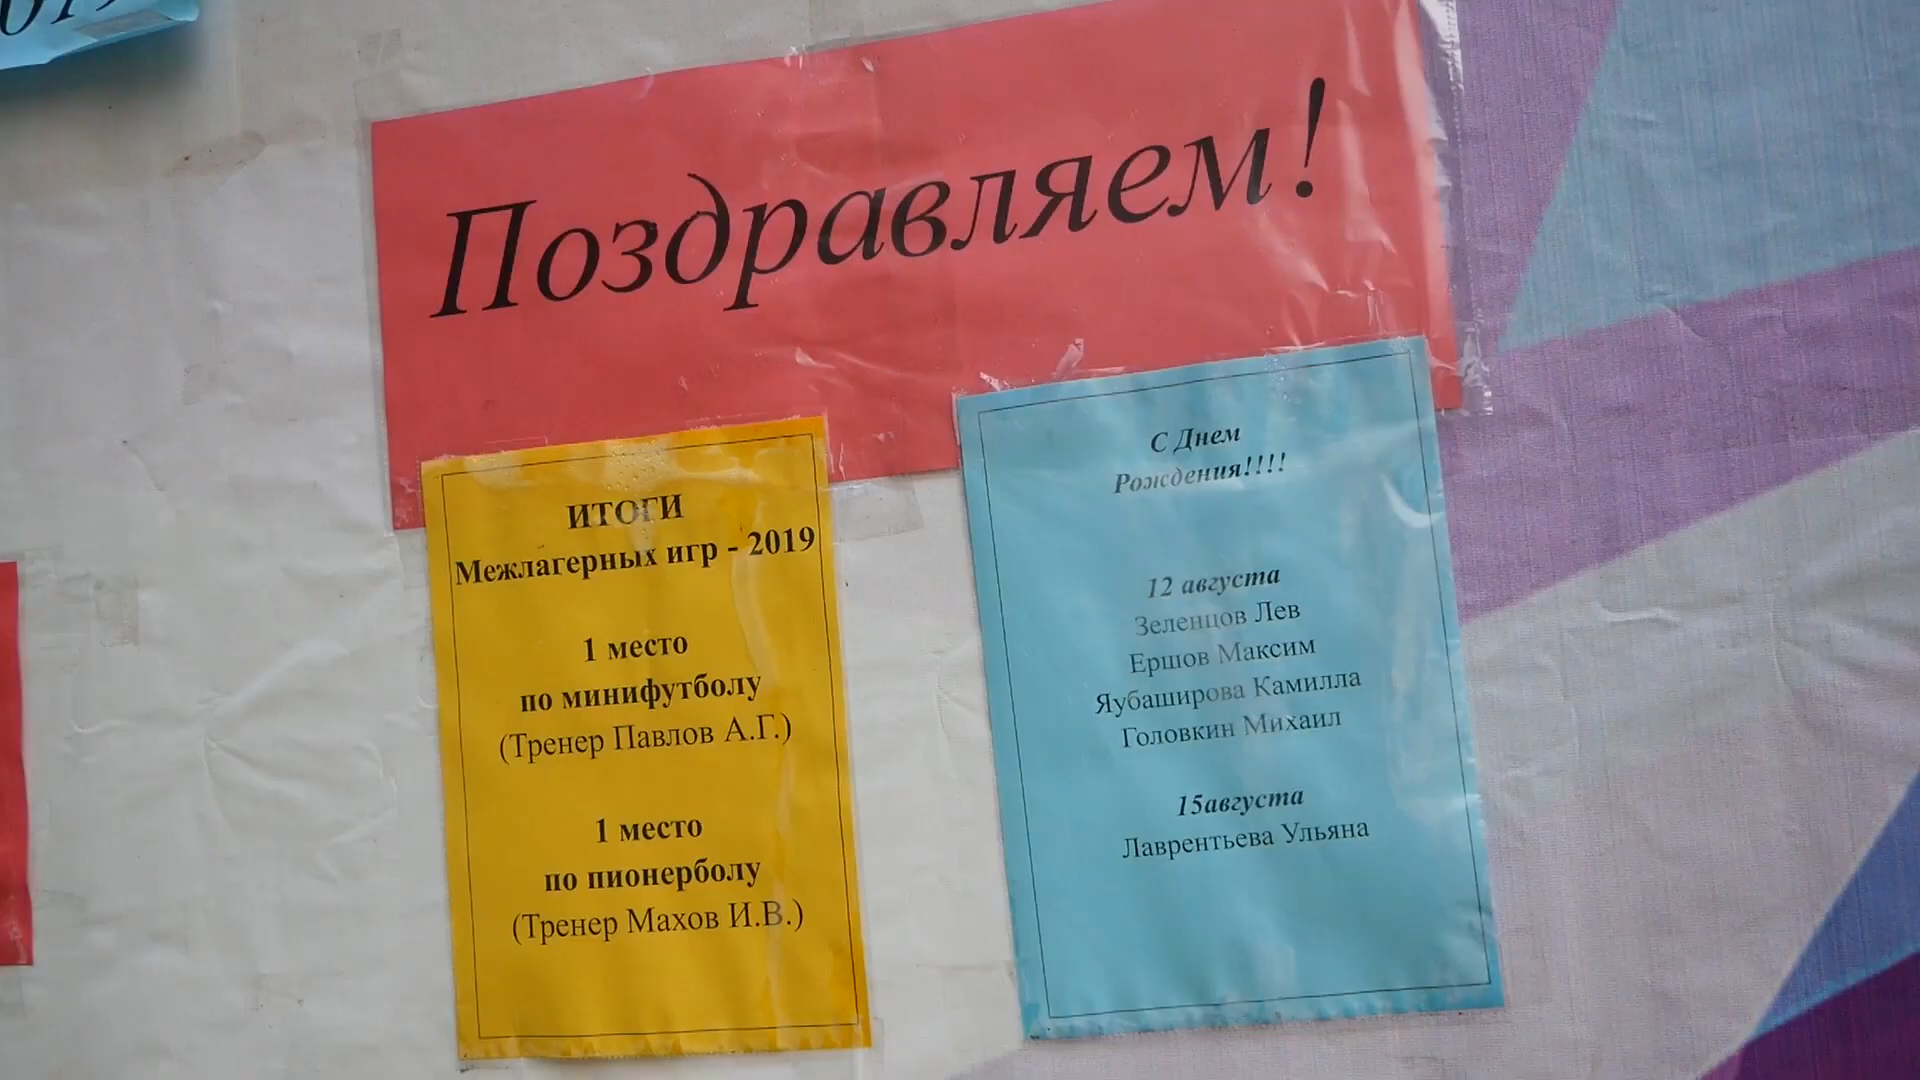 Поздравляем!
ИТОГИ
Межлагерных игр - 2019
1 место
по минифутболу
(Тренер Павлов А.Г.)
1 место
по пионерболу
(Тренер Махов И.В.)
С Днем
Рождения!!!!
12 августа
Зеленцов Лев
Ершов Максим
Яубаширова Камилла
Головкин Михаил
15августа
Лаврентьева Ульяна